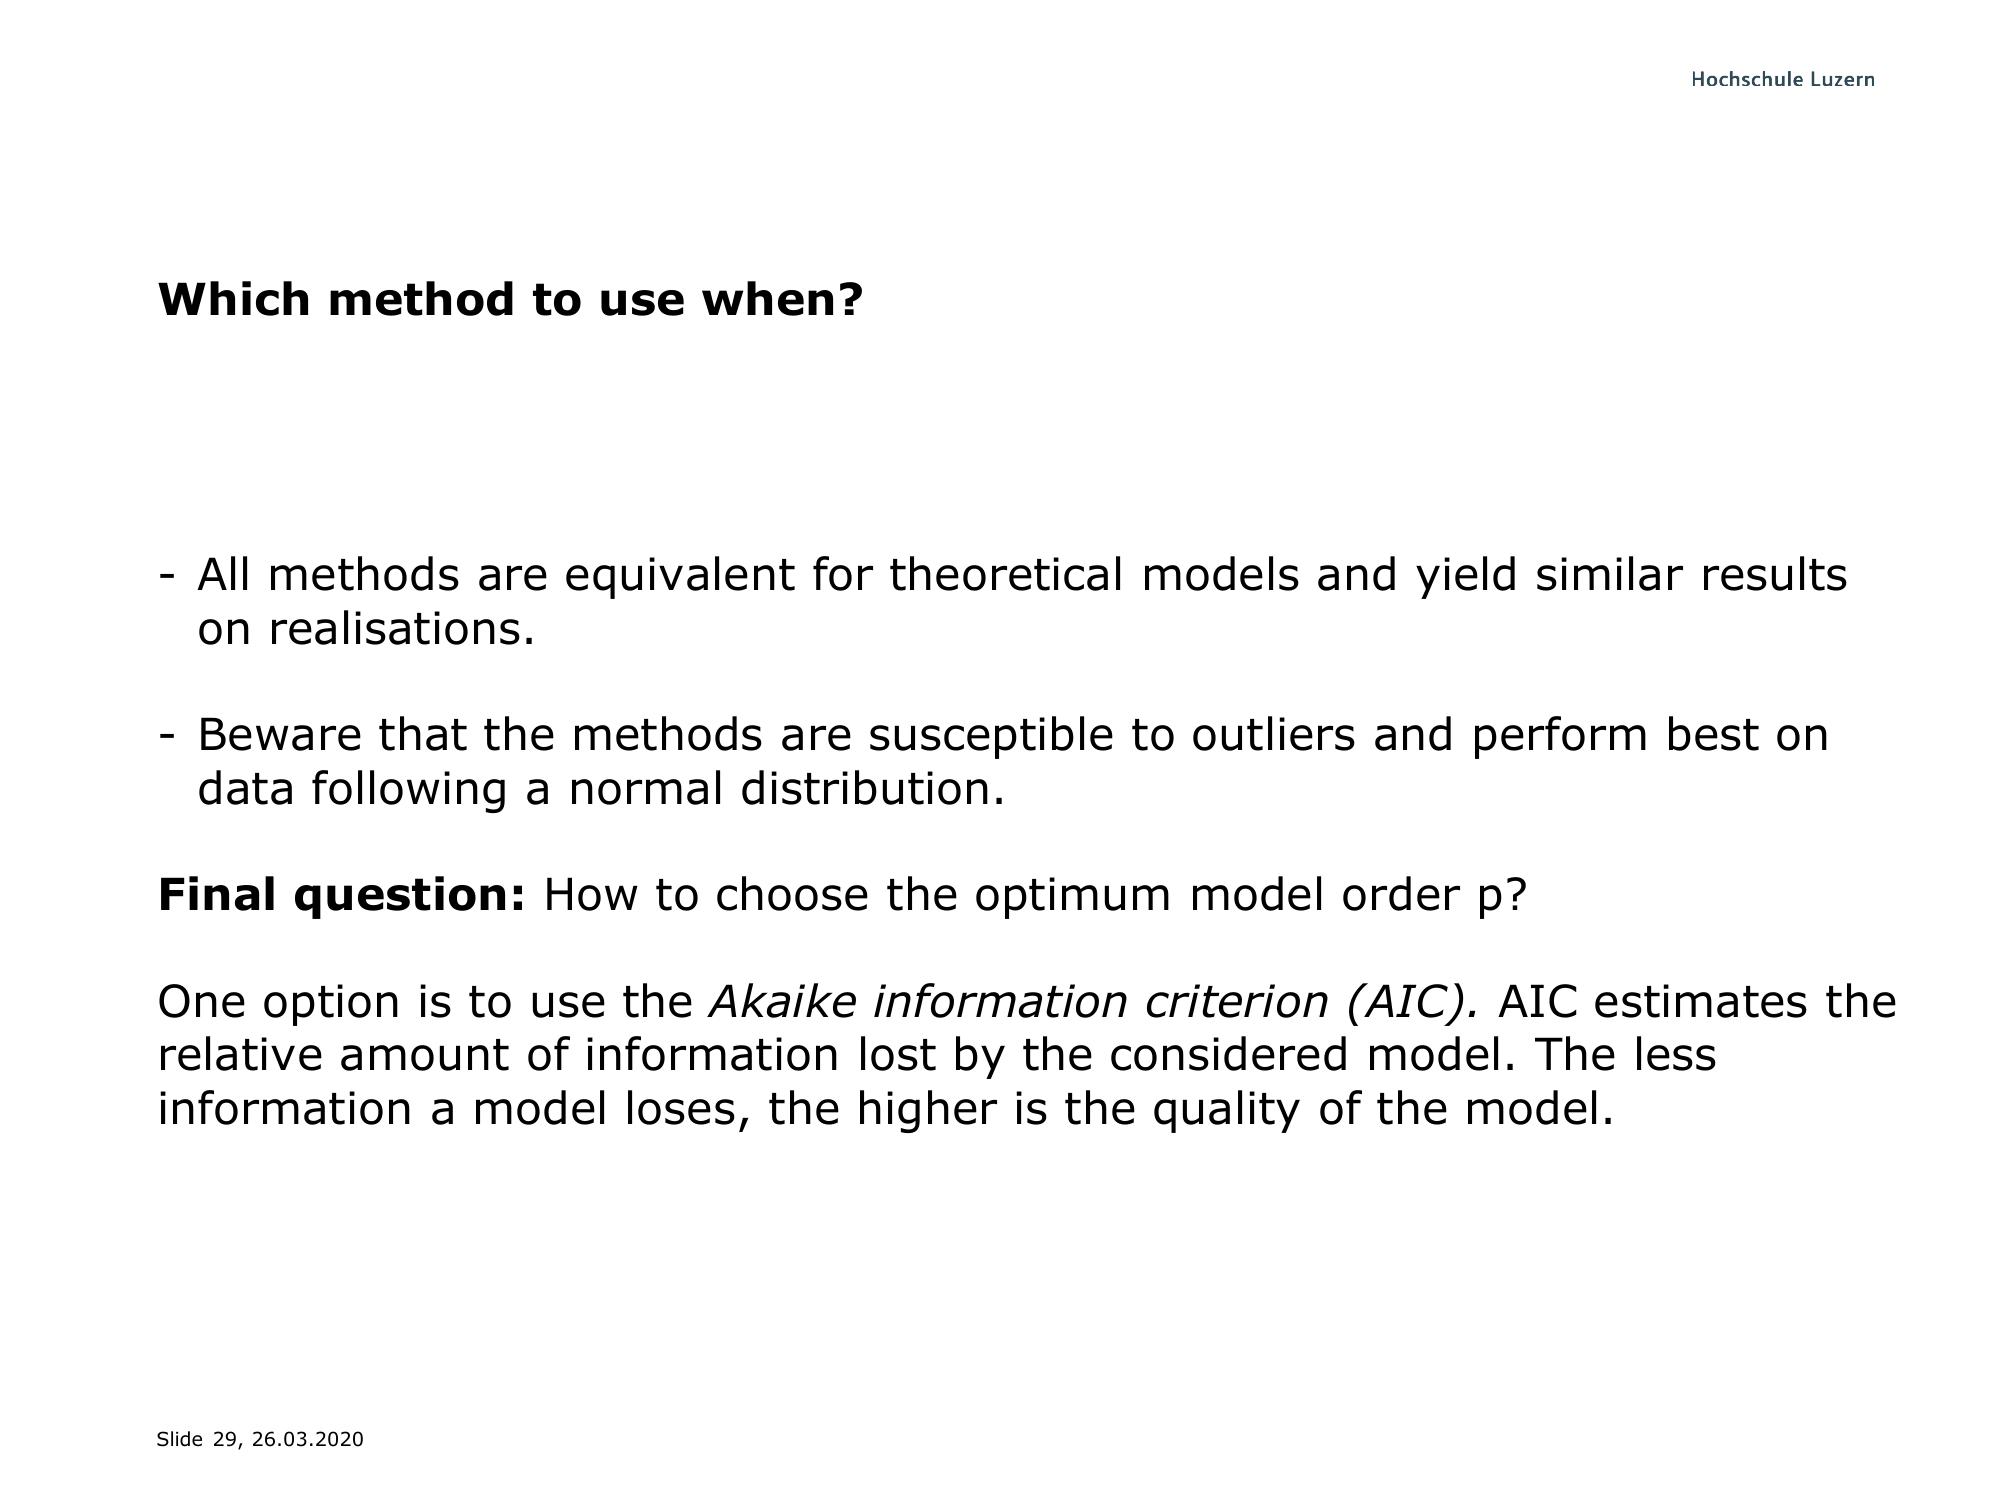 Hochschule Luzern
Which method to use when?
- All methods are equivalent for theoretical models and yield similar results
on realisations.
- Beware that the methods are susceptible to outliers and perform best on
data following a normal distribution.
Final question: How to choose the optimum model order p?
One option is to use the Akaike information criterion (AIC). AIC estimates the
relative amount of information lost by the considered model. The less
information a model loses, the higher is the quality of the model.
Slide 29, 26.03.2020